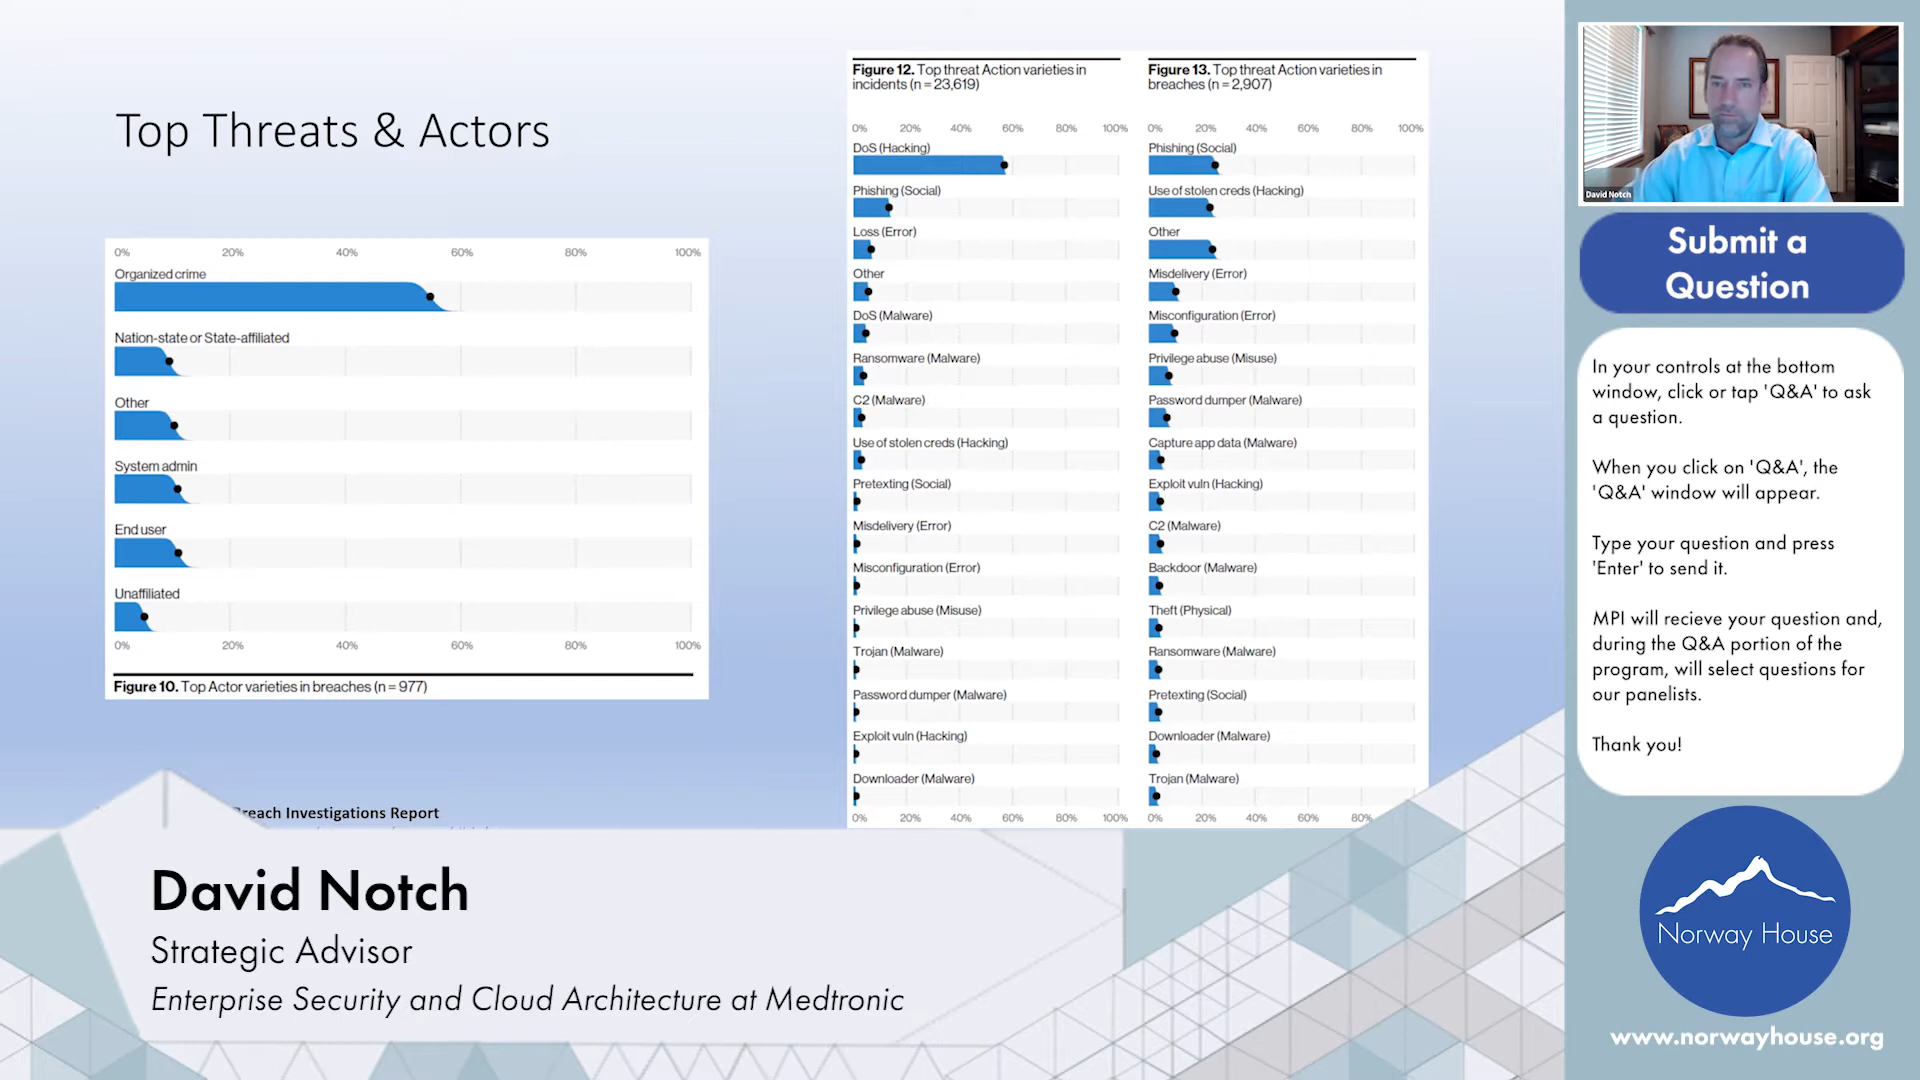 Top Threats & Actors
0% 20% 40% 60% 80% 100%
Organized crime
Nation-state or State-affiliated
Other
System admin
End user
Unaffiliated
0% 20% 40% 60% 80% 100%
Figure 10. Top Actor varieties in breaches (n = 977)
Breach Investigations Report
Figure 12. Top threat Action varieties in
incidents (n = 23,619)
0% 20% 40% 60% 80% 100%
DoS (Hacking)
Phishing (Social)
Loss (Error)
Other
DoS (Malware)
Ransomware (Malware)
C2 (Malware)
Use of stolen creds (Hacking)
Pretexting (Social)
Misdelivery (Error)
Misconfiguration (Error)
Privilege abuse (Misuse)
Trojan (Malware)
Password dumper (Malware)
Exploit vuln (Hacking)
Downloader (Malware)
0% 20% 40% 60% 80% 100%
Figure 13. Top threat Action varieties in
breaches (n = 2,907)
0% 20% 40% 60% 80% 100%
Phishing (Social)
Use of stolen creds (Hacking)
Other
Misdelivery (Error)
Misconfiguration (Error)
Privilege abuse (Misuse)
Password dumper (Malware)
Capture app data (Malware)
Exploit vuln (Hacking)
C2 (Malware)
Backdoor (Malware)
Theft (Physical)
Ransomware (Malware)
Pretexting (Social)
Downloader (Malware)
Trojan (Malware)
0% 20% 40% 60% 80%
David Notch
Strategic Advisor
Enterprise Security and Cloud Architecture at Medtronic
David Notch
Submit a
Question
In your controls at the bottom
window, click or tap 'Q&A' to ask
a question.
When you click on 'Q&A', the
'Q&A' window will appear.
Type your question and press
'Enter' to send it.
MPI will recieve your question and,
during the Q&A portion of the
program, will select questions for
our panelists.
Thank you!
Norway House
www.norwayhouse.org